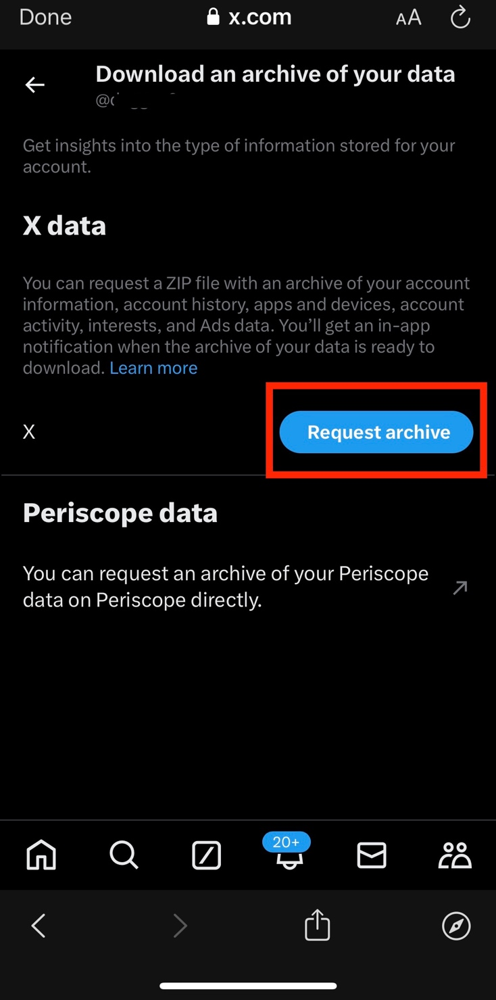 Done
x.com
AA
Download an archive of your data
Get insights into the type of information stored for your
account.
X data
You can request a ZIP file with an archive of your account
information, account history, apps and devices, account
activity, interests, and Ads data. You’ll get an in-app
notification when the archive of your data is ready to
download. Learn more
X
Request archive
Periscope data
You can request an archive of your Periscope
data on Periscope directly.
20+